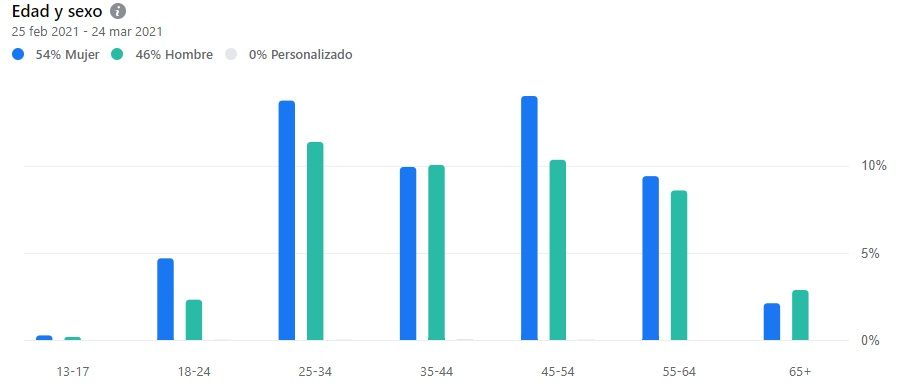 Edad y sexo
25 feb 2021 - 24 mar 2021
54% Mujer 46% Hombre 0% Personalizado
10%
5%
0%
13-17 18-24 25-34 35-44 45-54 55-64 65+